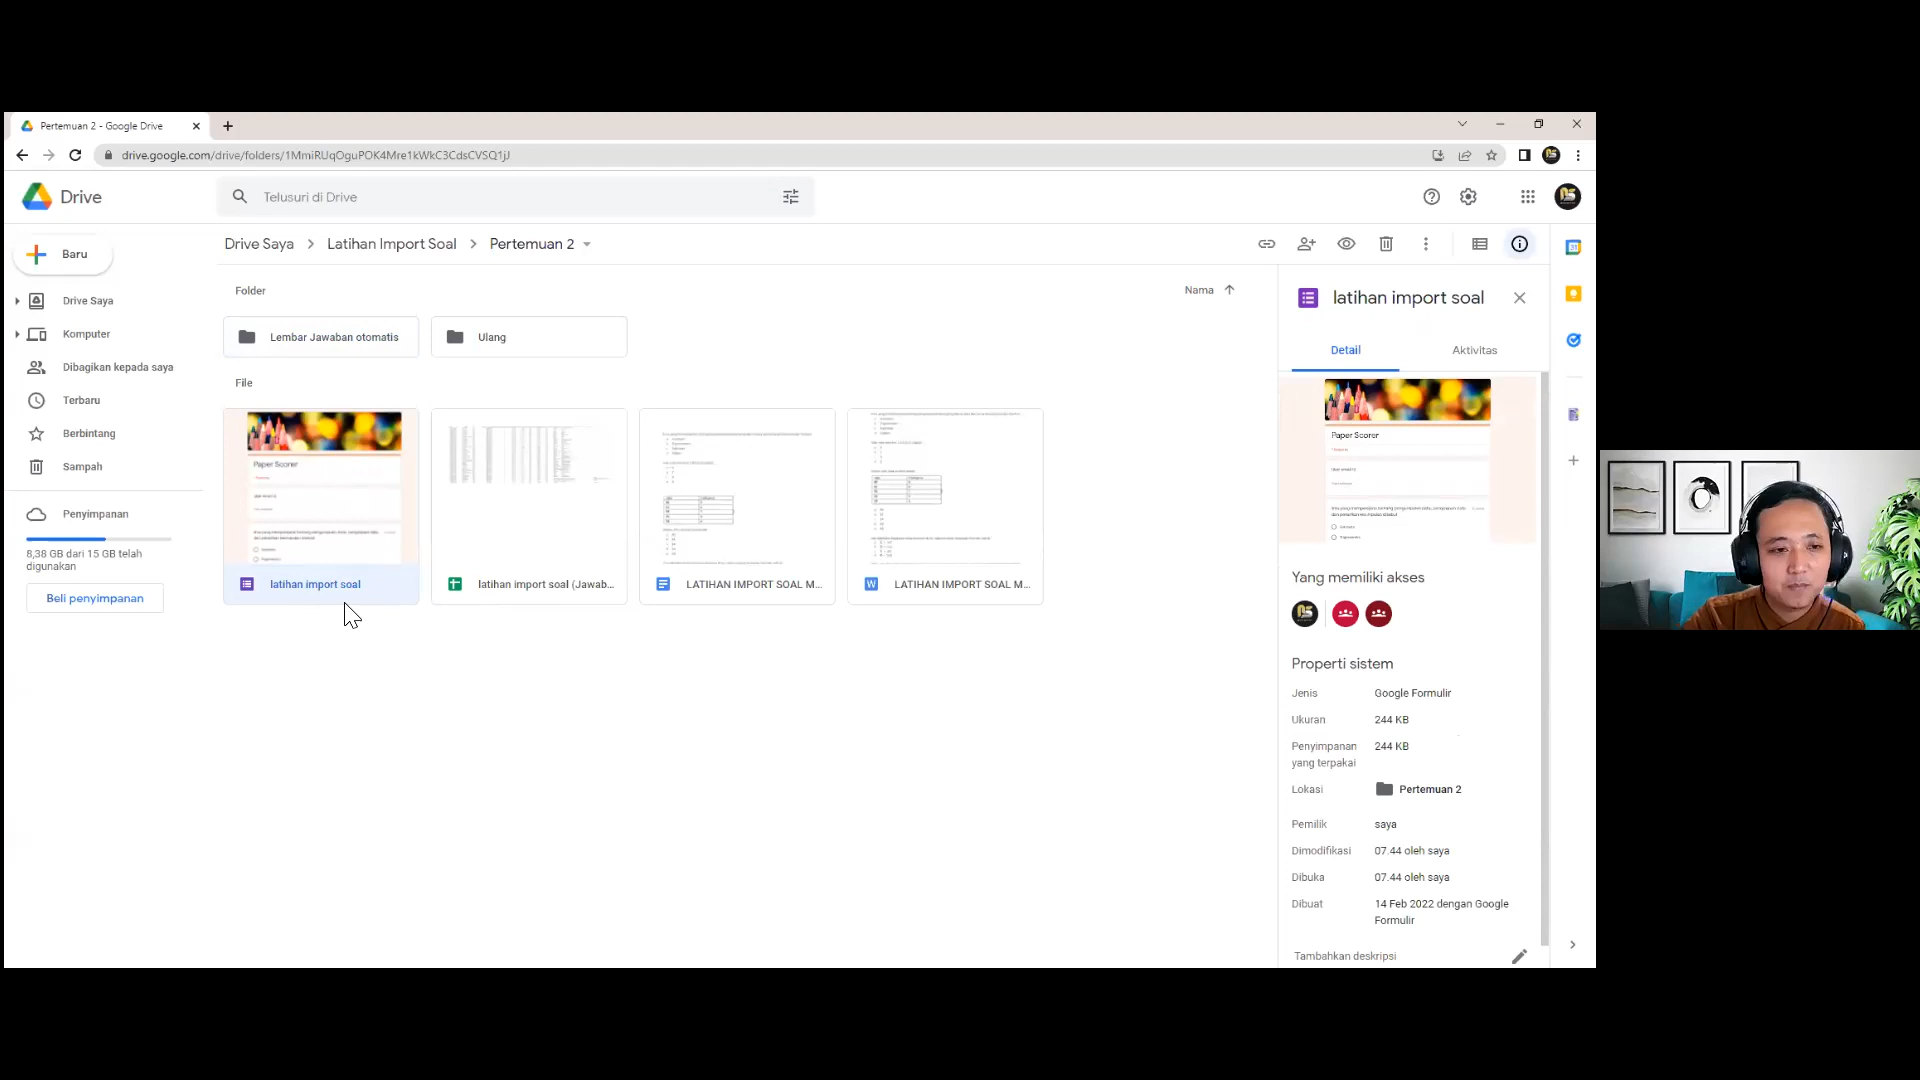 Pertemuan 2 - Google Drive
drive.google.com/drive/folders/1MmiRUqOguPOK4Mre1kWkC3CdsCVSQ1jJ
Drive
Telusuri di Drive
Baru
Drive Saya
Komputer
Dibagikan kepada saya
Terbaru
Berbintang
Sampah
Penyimpanan
8,38 GB dari 15 GB telah
digunakan
Beli penyimpanan
Drive Saya > Latihan Import Soal > Pertemuan 2
Folder
Nama
Lembar Jawaban otomatis
Ulang
File
Paper Scorer
latihan import soal
latihan import soal (Jawab...
LATIHAN IMPORT SOAL M...
LATIHAN IMPORT SOAL M...
latihan import soal
Detail
Aktivitas
Paper Scorer
Yang memiliki akses
Properti sistem
Jenis Google Formulir
Ukuran 244 KB
Penyimpanan 244 KB
yang terpakai
Lokasi Pertemuan 2
Pemilik saya
Dimodifikasi 07.44 oleh saya
Dibuka 07.44 oleh saya
Dibuat 14 Feb 2022 dengan Google
Formulir
Tambahkan deskripsi